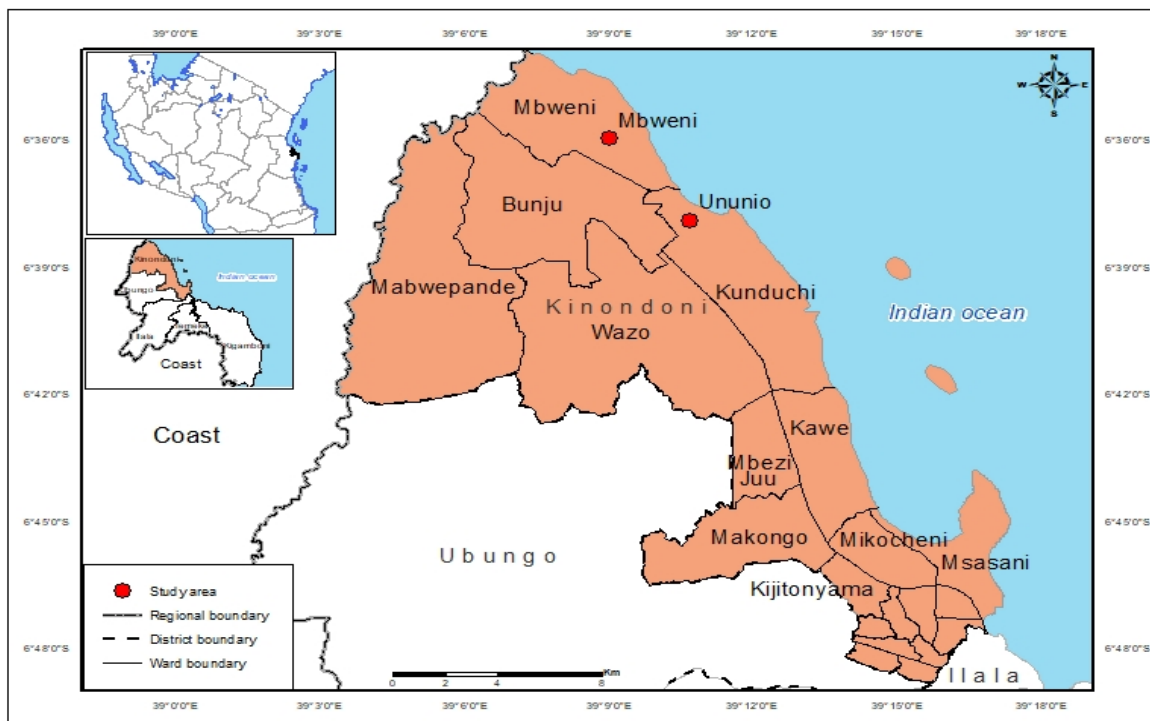 39°0'0"E 39°3'0"E 39°6'0"E 39°9'0"E 39°12'0"E 39°15'0"E 39°18'0"E
N
W E
S
Mbweni
Mbweni
6°36'0"S 6°36'0"S
Ununio
Bunju
Kinondoni
Indian ocean
6°39'0"S 6°39'0"S
Mabwepande
Kunduchi
Kinondoni
Indian ocean
Wazo
Ilala
Kigamboni
Coast
6°42'0"S 6°42'0"S
Kawe
Coast
Mbezi
Juu
6°45'0"S 6°45'0"S
Makongo
Mikocheni
Ubungo
Msasani
Kijitonyama
Study area
Regional boundary
District boundary
Ward boundary
6°48'0"S 6°48'0"S
Ilala
Km
0 2 4 8
39°0'0"E 39°3'0"E 39°6'0"E 39°9'0"E 39°12'0"E 39°15'0"E 39°18'0"E